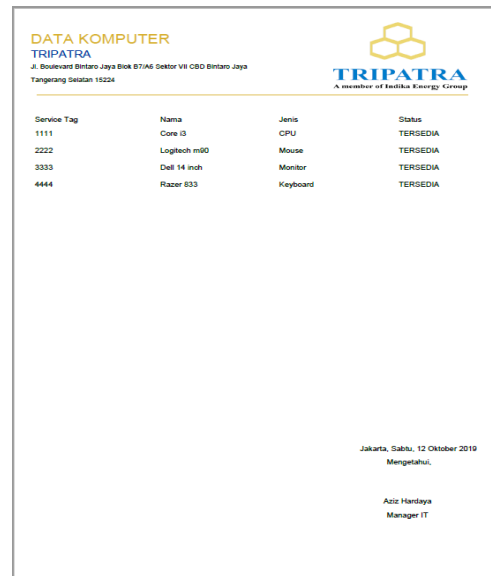 DATA KOMPUTER
TRIPATRA
Jl. Boulevard Bintaro Jaya Blok B7/A6 Sektor VII CBD Bintaro Jaya
Tangerang Selatan 15224
TRIPATRA
A member of Indika Energy Group
Service Tag Nama Jenis Status
1111 Core i3 CPU TERSEDIA
2222 Logitech m90 Mouse TERSEDIA
3333 Dell 14 inch Monitor TERSEDIA
4444 Razer 833 Keyboard TERSEDIA
Jakarta, Sabtu, 12 Oktober 2019
Mengetahui,
Aziz Hardaya
Manager IT